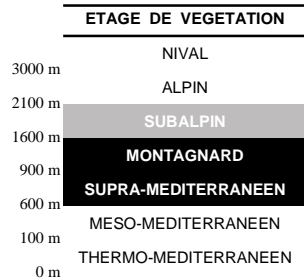 ETAGE DE VEGETATION
NIVAL
3000 m
ALPIN
2100 m
SUBALPIN
1600 m
MONTAGNARD
900 m
SUPRA-MEDITERRANEEN
600 m
MESO-MEDITERRANEEN
100 m
THERMO-MEDITERRANEEN
0 m